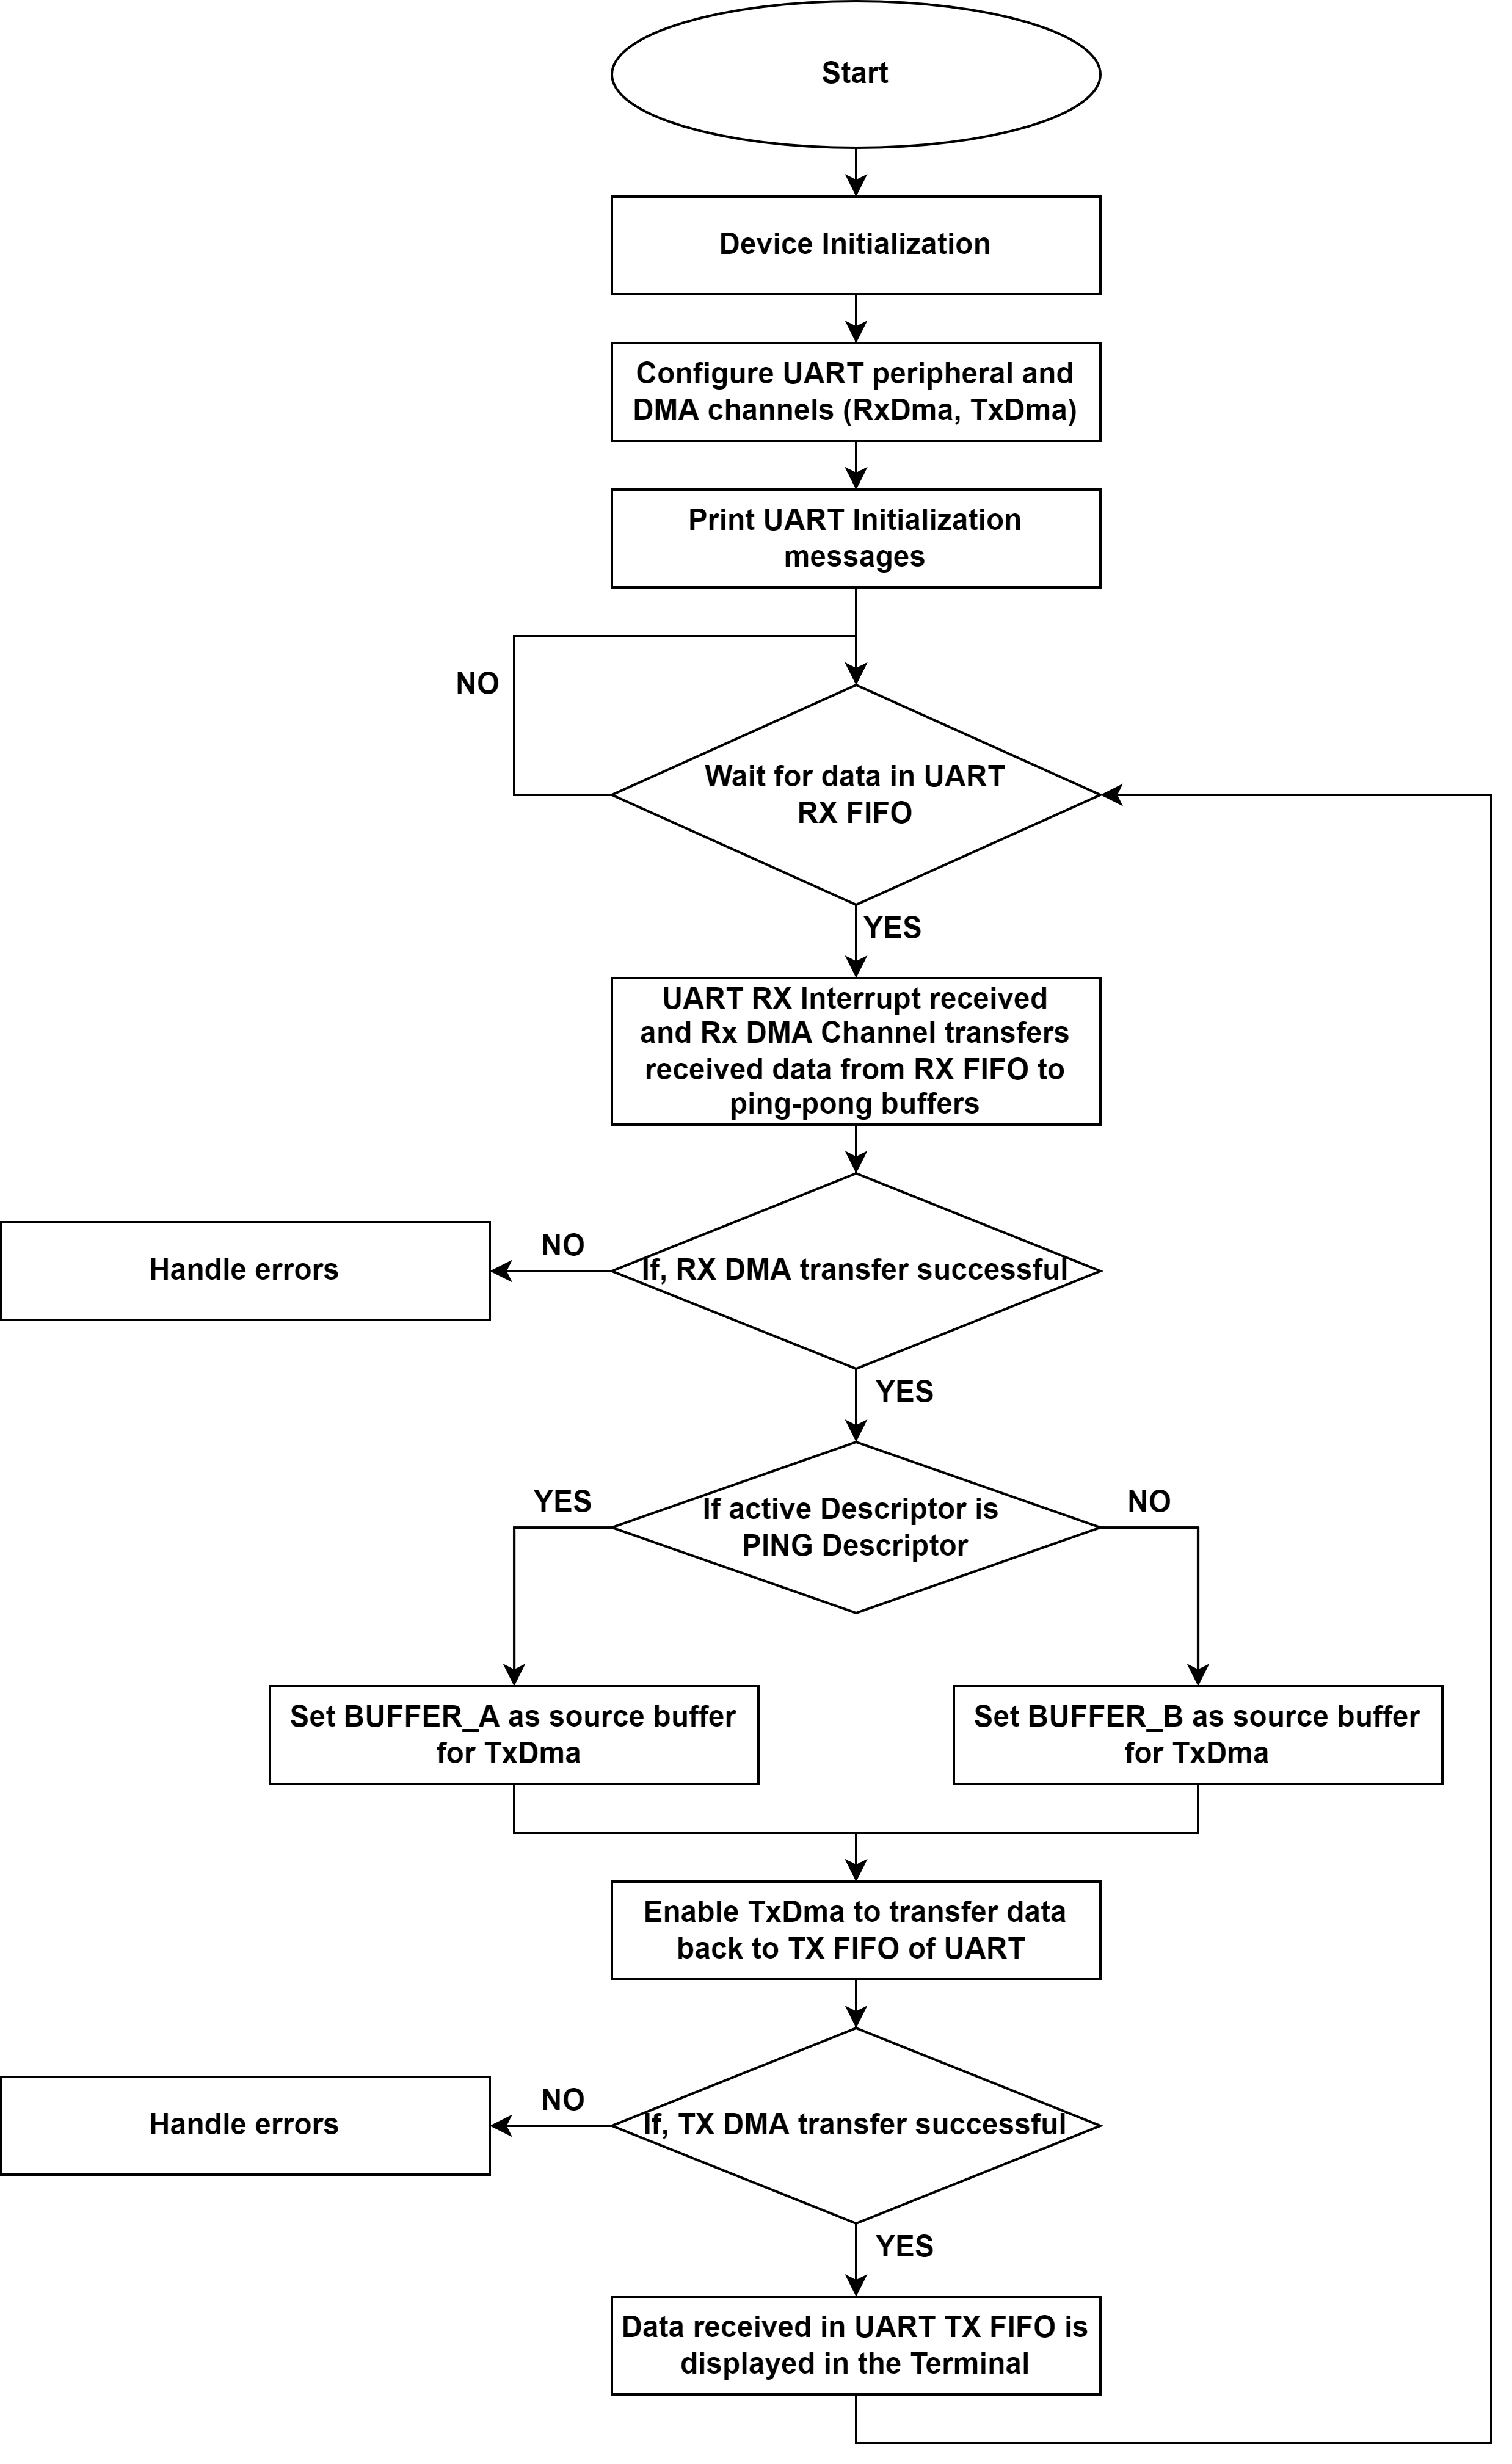 Start
Device Initialization
Configure UART peripheral and
DMA channels (RxDma, TxDma)
Print UART Initialization
messages
NO
Wait for data in UART
RX FIFO
YES
UART RX Interrupt received
and Rx DMA Channel transfers
received data from RX FIFO to
ping-pong buffers
Handle errors
NO
If, RX DMA transfer successful
YES
YES
If active Descriptor is
PING Descriptor
NO
Set BUFFER_A as source buffer
for TxDma
Set BUFFER_B as source buffer
for TxDma
Enable TxDma to transfer data
back to TX FIFO of UART
Handle errors
NO
If, TX DMA transfer successful
YES
Data received in UART TX FIFO is
displayed in the Terminal